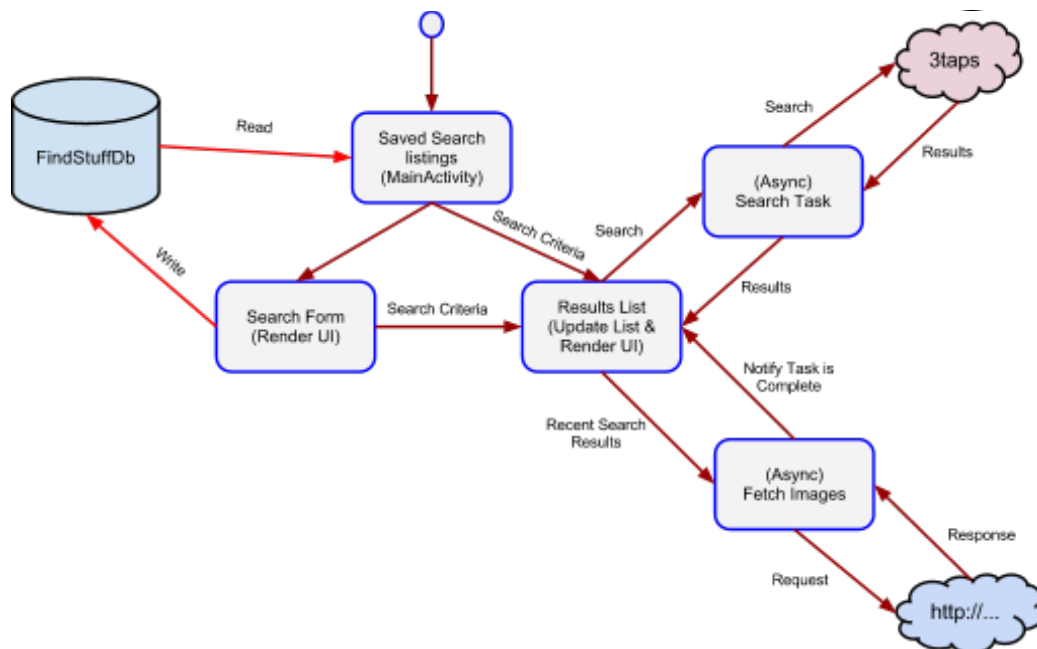 3taps
Search
Read
Saved Search
listings
(MainActivity)
FindStuffDb
Results
(Async)
Search Task
Search Criteria
Search
Write
Results
Search Form
(Render UI)
Search Criteria
Results List
(Update List &
Render UI)
Notify Task is
Complete
Recent Search
Results
(Async)
Fetch Images
Response
Request
http://...